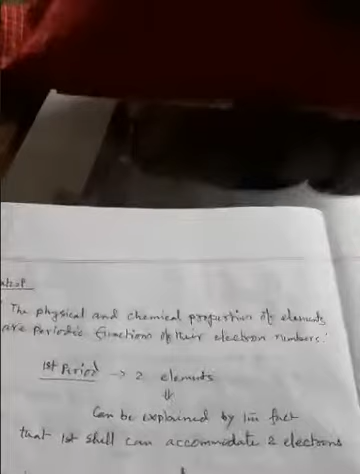 The physical and chemical properties of elements
are Periodic functions of their electron numbers.'
1st Period → 2 elements
⇓
Can be explained by fact
that 1st shell can accommodate 2 electrons